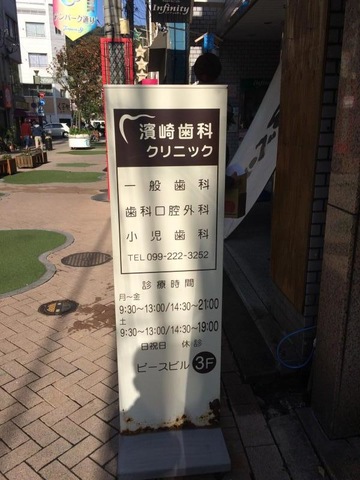 Infinity
濵崎歯科
クリニック
一般歯科
歯科口腔外科
小児歯科
TEL 099-222-3252
診療時間
月〜金
9:30〜13:00/14:30〜21:00
土
9:30〜13:00/14:30〜19:00
日祝日 休診
ピースビル 3F